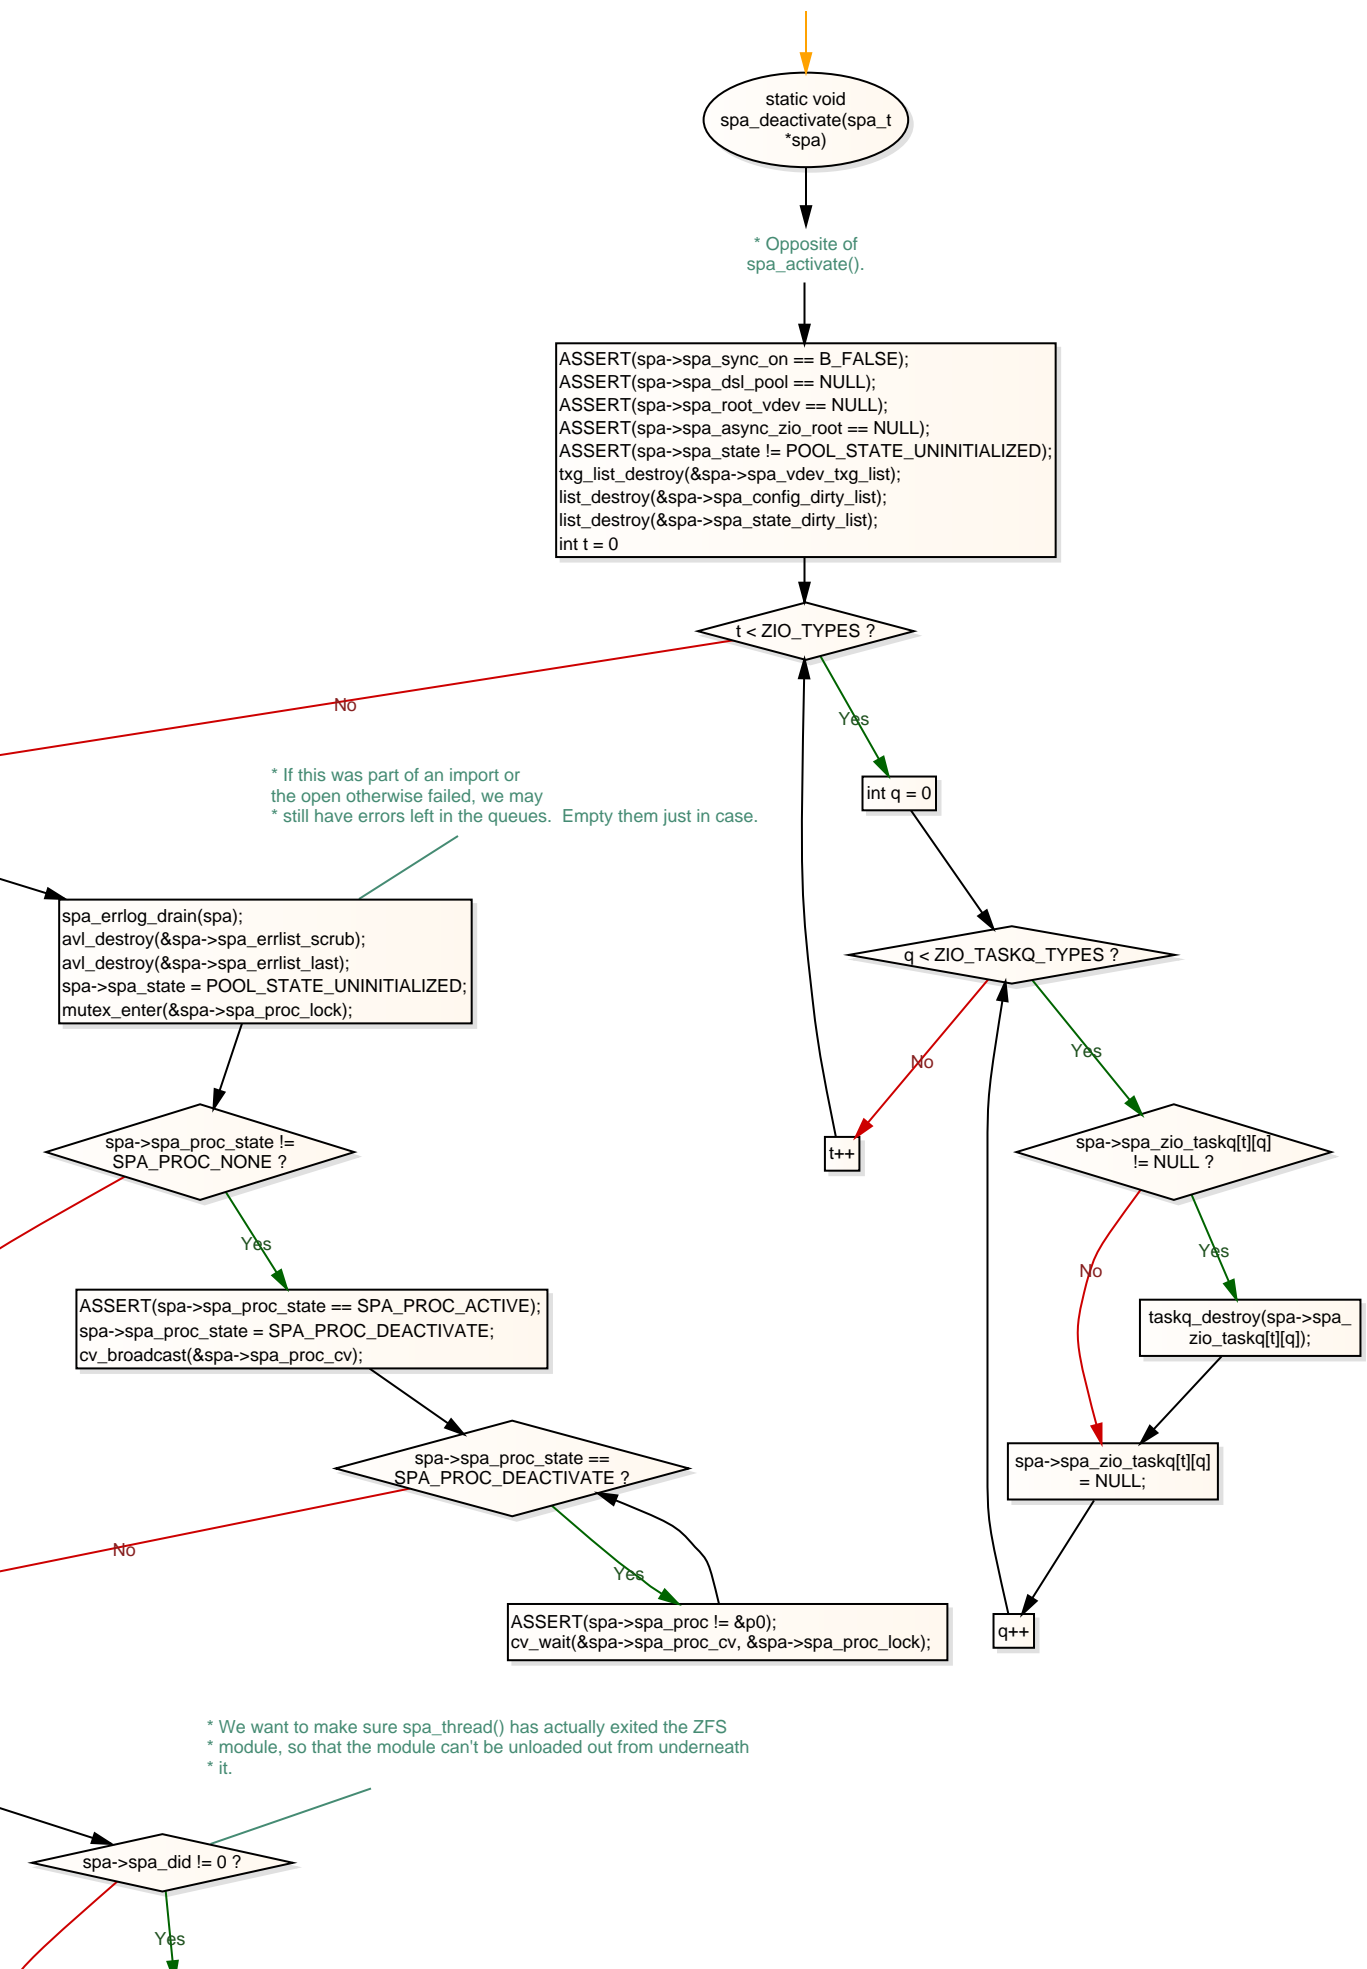 static void
spa_deactivate(spa_t
*spa)
* Opposite of
spa_activate().
ASSERT(spa->spa_sync_on == B_FALSE);
ASSERT(spa->spa_dsl_pool == NULL);
ASSERT(spa->spa_root_vdev == NULL);
ASSERT(spa->spa_async_zio_root == NULL);
ASSERT(spa->spa_state != POOL_STATE_UNINITIALIZED);
txg_list_destroy(&spa->spa_vdev_txg_list);
list_destroy(&spa->spa_config_dirty_list);
list_destroy(&spa->spa_state_dirty_list);
int t = 0
t < ZIO_TYPES ?
No
Yes
int q = 0
q < ZIO_TASKQ_TYPES ?
No
Yes
t++
spa->spa_zio_taskq[t][q]
!= NULL ?
No
Yes
taskq_destroy(spa->spa_
zio_taskq[t][q]);
spa->spa_zio_taskq[t][q]
= NULL;
q++
* If this was part of an import or
the open otherwise failed, we may
* still have errors left in the queues.  Empty them just in case.
spa_errlog_drain(spa);
avl_destroy(&spa->spa_errlist_scrub);
avl_destroy(&spa->spa_errlist_last);
spa->spa_state = POOL_STATE_UNINITIALIZED;
mutex_enter(&spa->spa_proc_lock);
spa->spa_proc_state !=
SPA_PROC_NONE ?
Yes
ASSERT(spa->spa_proc_state == SPA_PROC_ACTIVE);
spa->spa_proc_state = SPA_PROC_DEACTIVATE;
cv_broadcast(&spa->spa_proc_cv);
spa->spa_proc_state ==
SPA_PROC_DEACTIVATE ?
No
Yes
ASSERT(spa->spa_proc != &p0);
cv_wait(&spa->spa_proc_cv, &spa->spa_proc_lock);
* We want to make sure spa_thread() has actually exited the ZFS
* module, so that the module can't be unloaded out from underneath
* it.
spa->spa_did != 0 ?
Yes